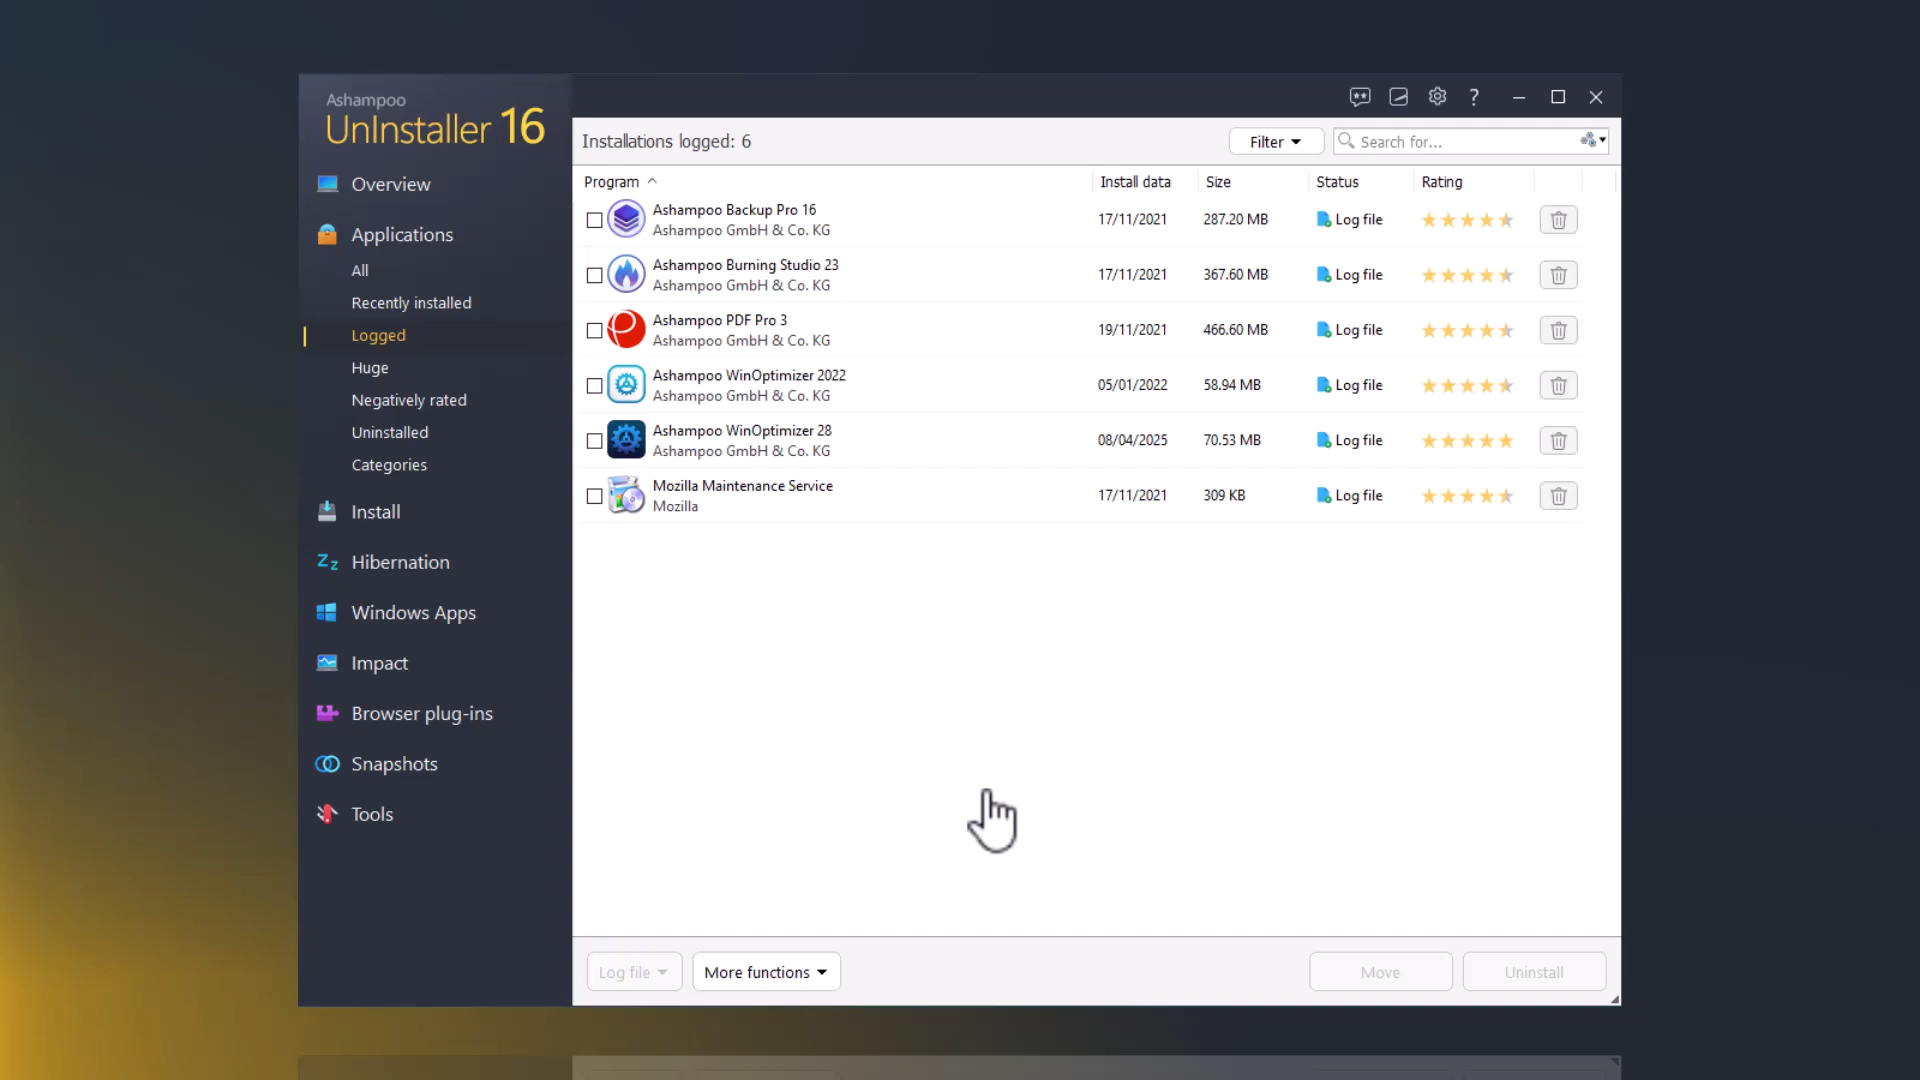 Ashampoo
UnInstaller 16
Overview
Applications
All
Recently installed
Logged
Huge
Negatively rated
Uninstalled
Categories
Install
Zz Hibernation
Windows Apps
Impact
Browser plug-ins
Snapshots
Tools
?
Installations logged: 6
Filter
Search for...
Program Install data Size Status Rating
Ashampoo Backup Pro 16
Ashampoo GmbH & Co. KG
17/11/2021 287.20 MB Log file
Ashampoo Burning Studio 23
Ashampoo GmbH & Co. KG
17/11/2021 367.60 MB Log file
Ashampoo PDF Pro 3
Ashampoo GmbH & Co. KG
19/11/2021 466.60 MB Log file
Ashampoo WinOptimizer 2022
Ashampoo GmbH & Co. KG
05/01/2022 58.94 MB Log file
Ashampoo WinOptimizer 28
Ashampoo GmbH & Co. KG
08/04/2025 70.53 MB Log file
Mozilla Maintenance Service
Mozilla
17/11/2021 309 KB Log file
Log file More functions Move Uninstall